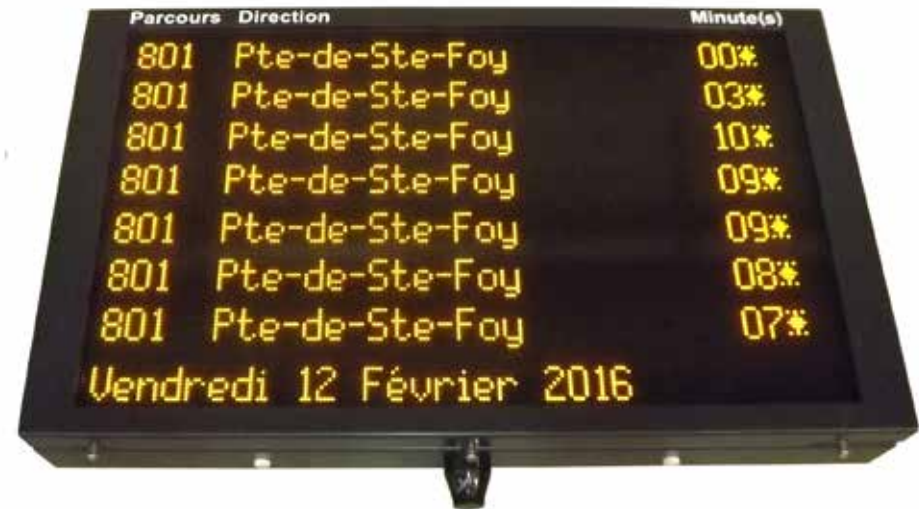 Parcours Direction Minute(s)
801 Pte-de-Ste-Foy 00☀
801 Pte-de-Ste-Foy 03☀
801 Pte-de-Ste-Foy 10☀
801 Pte-de-Ste-Foy 09☀
801 Pte-de-Ste-Foy 09☀
801 Pte-de-Ste-Foy 08☀
801 Pte-de-Ste-Foy 07☀
Vendredi 12 Février 2016